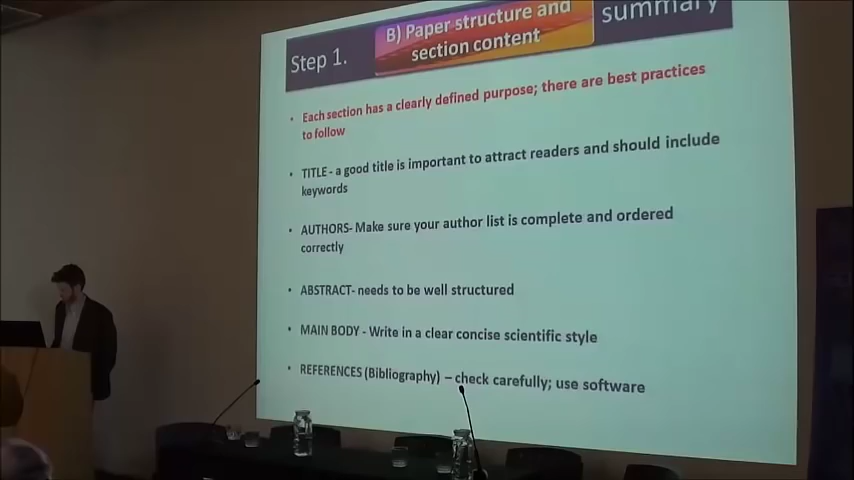 Step 1.
B) Paper structure and
section content
summary
• Each section has a clearly defined purpose; there are best practices
to follow
• TITLE - a good title is important to attract readers and should include
keywords
• AUTHORS- Make sure your author list is complete and ordered
correctly
• ABSTRACT- needs to be well structured
• MAIN BODY - Write in a clear concise scientific style
• REFERENCES (Bibliography) – check carefully; use software